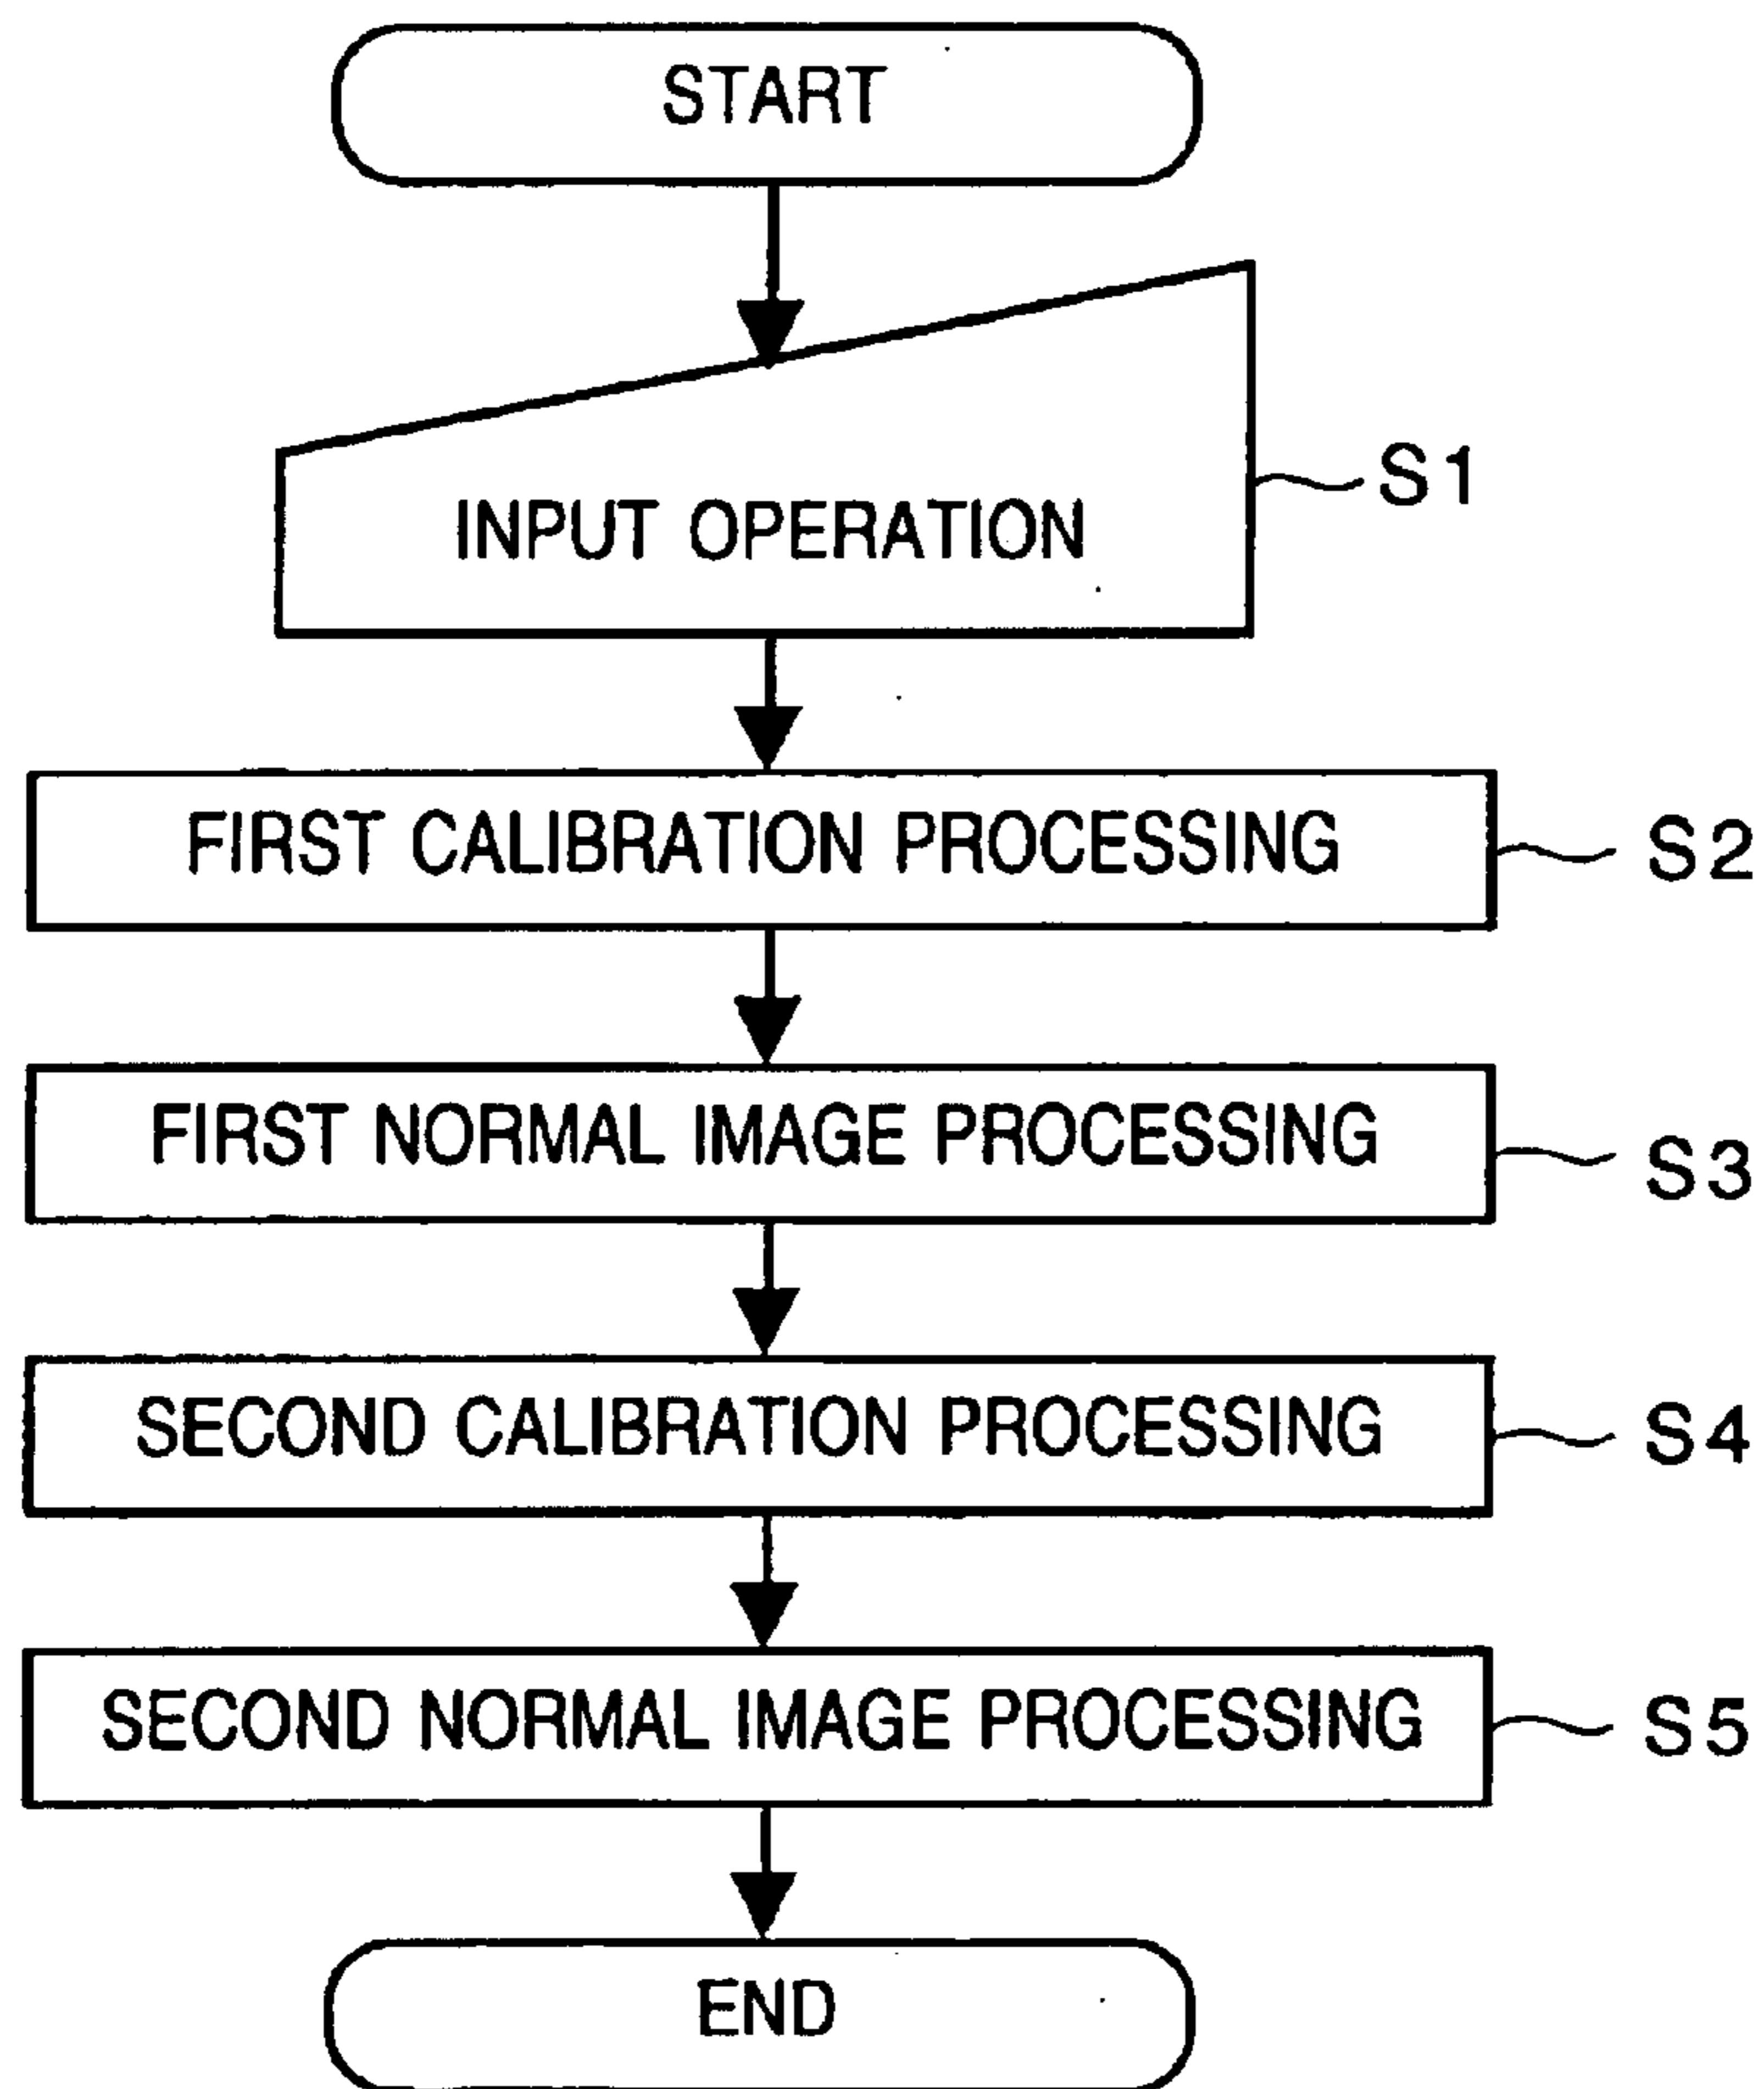 START
INPUT OPERATION
S1
FIRST CALIBRATION PROCESSING
S2
FIRST NORMAL IMAGE PROCESSING
S3
SECOND CALIBRATION PROCESSING
S4
SECOND NORMAL IMAGE PROCESSING
S5
END